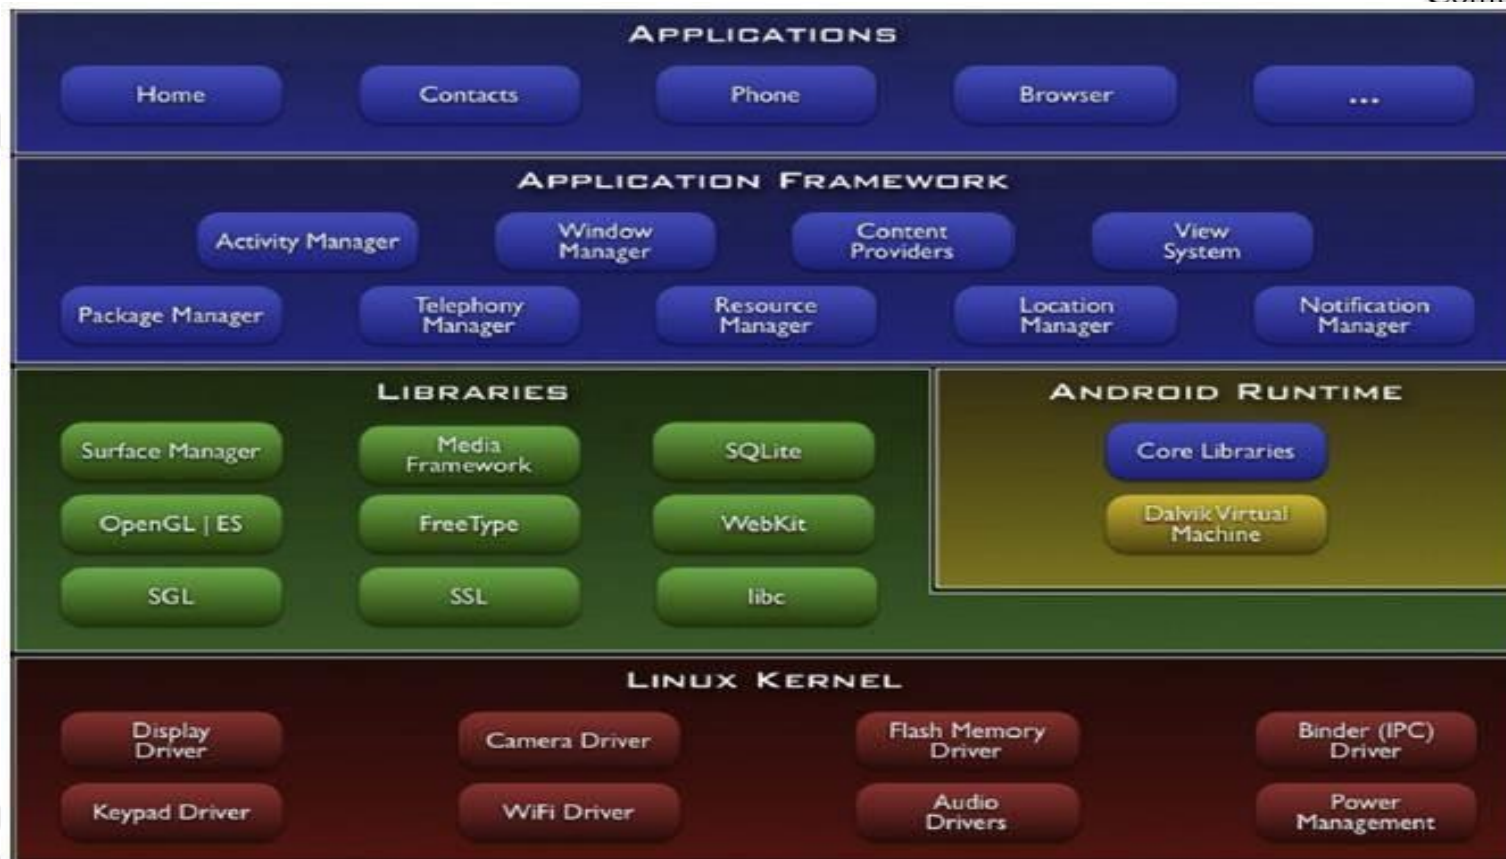 APPLICATIONS
Home
Contacts
Phone
Browser
...
APPLICATION FRAMEWORK
Activity Manager
Window
Manager
Content
Providers
View
System
Package Manager
Telephony
Manager
Resource
Manager
Location
Manager
Notification
Manager
LIBRARIES
Surface Manager
Media
Framework
SQLite
OpenGL | ES
FreeType
WebKit
SGL
SSL
libc
ANDROID RUNTIME
Core Libraries
Dalvik Virtual
Machine
LINUX KERNEL
Display
Driver
Camera Driver
Flash Memory
Driver
Binder (IPC)
Driver
Keypad Driver
WiFi Driver
Audio
Drivers
Power
Management